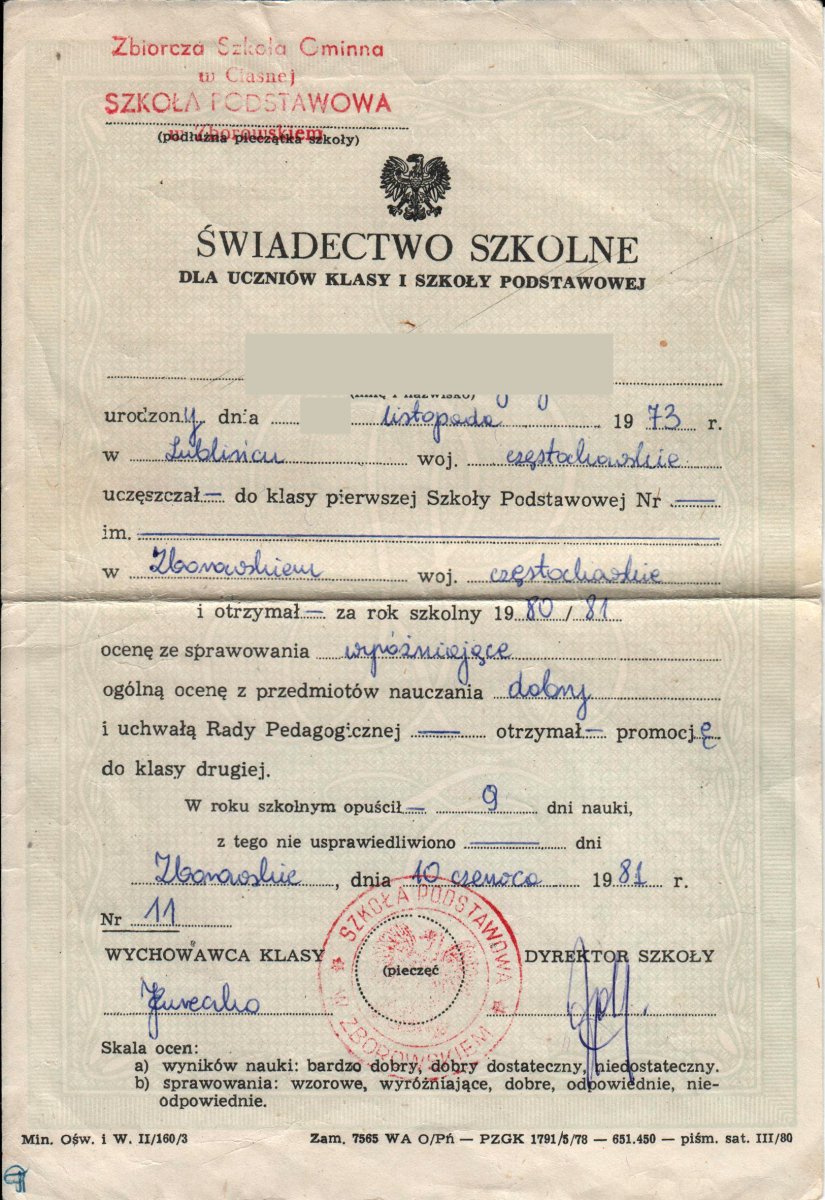 Zbiorcza Szkoła Gminna
w Ciasnej
SZKOŁA PODSTAWOWA
w Zborowskiem
(podłużna pieczątka szkoły)
ŚWIADECTWO SZKOLNE
DLA UCZNIÓW KLASY I SZKOŁY PODSTAWOWEJ
(imię i nazwisko)
urodzony dnia listopada 1973 r.
w Lublińcu woj. częstochowskie
uczęszczał — do klasy pierwszej Szkoły Podstawowej Nr —
im. —
w Zborowskiem woj. częstochowskie
i otrzymał — za rok szkolny 1980/81
ocenę ze sprawowania wyróżniające
ogólną ocenę z przedmiotów nauczania dobry
i uchwałą Rady Pedagogicznej — otrzymał — promocję
do klasy drugiej.
W roku szkolnym opuścił — 9 dni nauki,
z tego nie usprawiedliwiono — dni
Zborowskie, dnia 10 czerwca 1981 r.
Nr 11
WYCHOWAWCA KLASY
DYREKTOR SZKOŁY
SZKOŁA PODSTAWOWA
W ZBOROWSKIEM
(pieczęć
Skala ocen:
a) wyników nauki: bardzo dobry, dobry dostateczny, niedostateczny.
b) sprawowania: wzorowe, wyróżniające, dobre, odpowiednie, nie-
odpowiednie.
Min. Ośw. i W. II/160/3 Zam. 7565 WA O/Pń — PZGK 1791/5/78 — 651.450 — piśm. sat. III/80